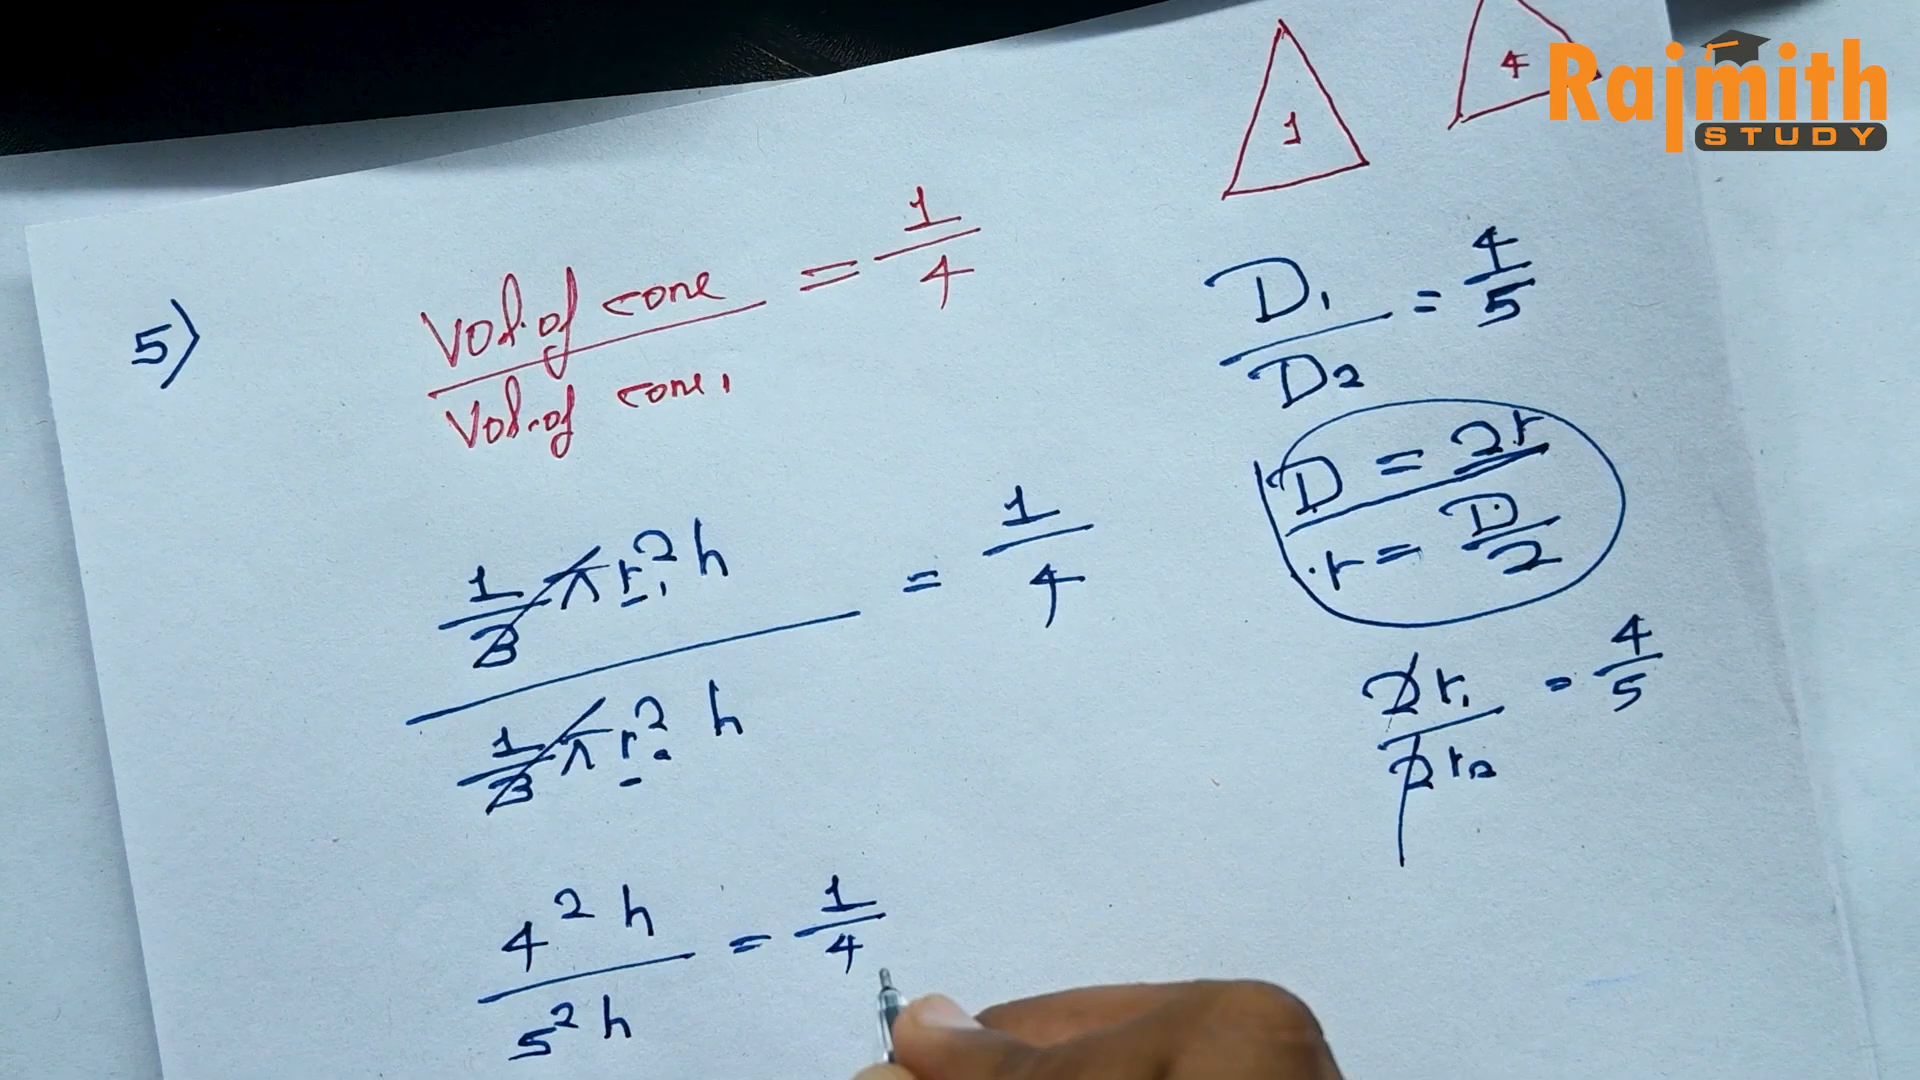 Rajmith
STUDY
1
4
5)
Vol.of cone / Vol.of cone, = 1/4
D₁/D₂ = 4/5
D = 2r
r = D/2
1/3 π r₁² h / 1/3 π r₂² h = 1/4
2r₁/2r₂ = 4/5
4² h / 5² h = 1/4